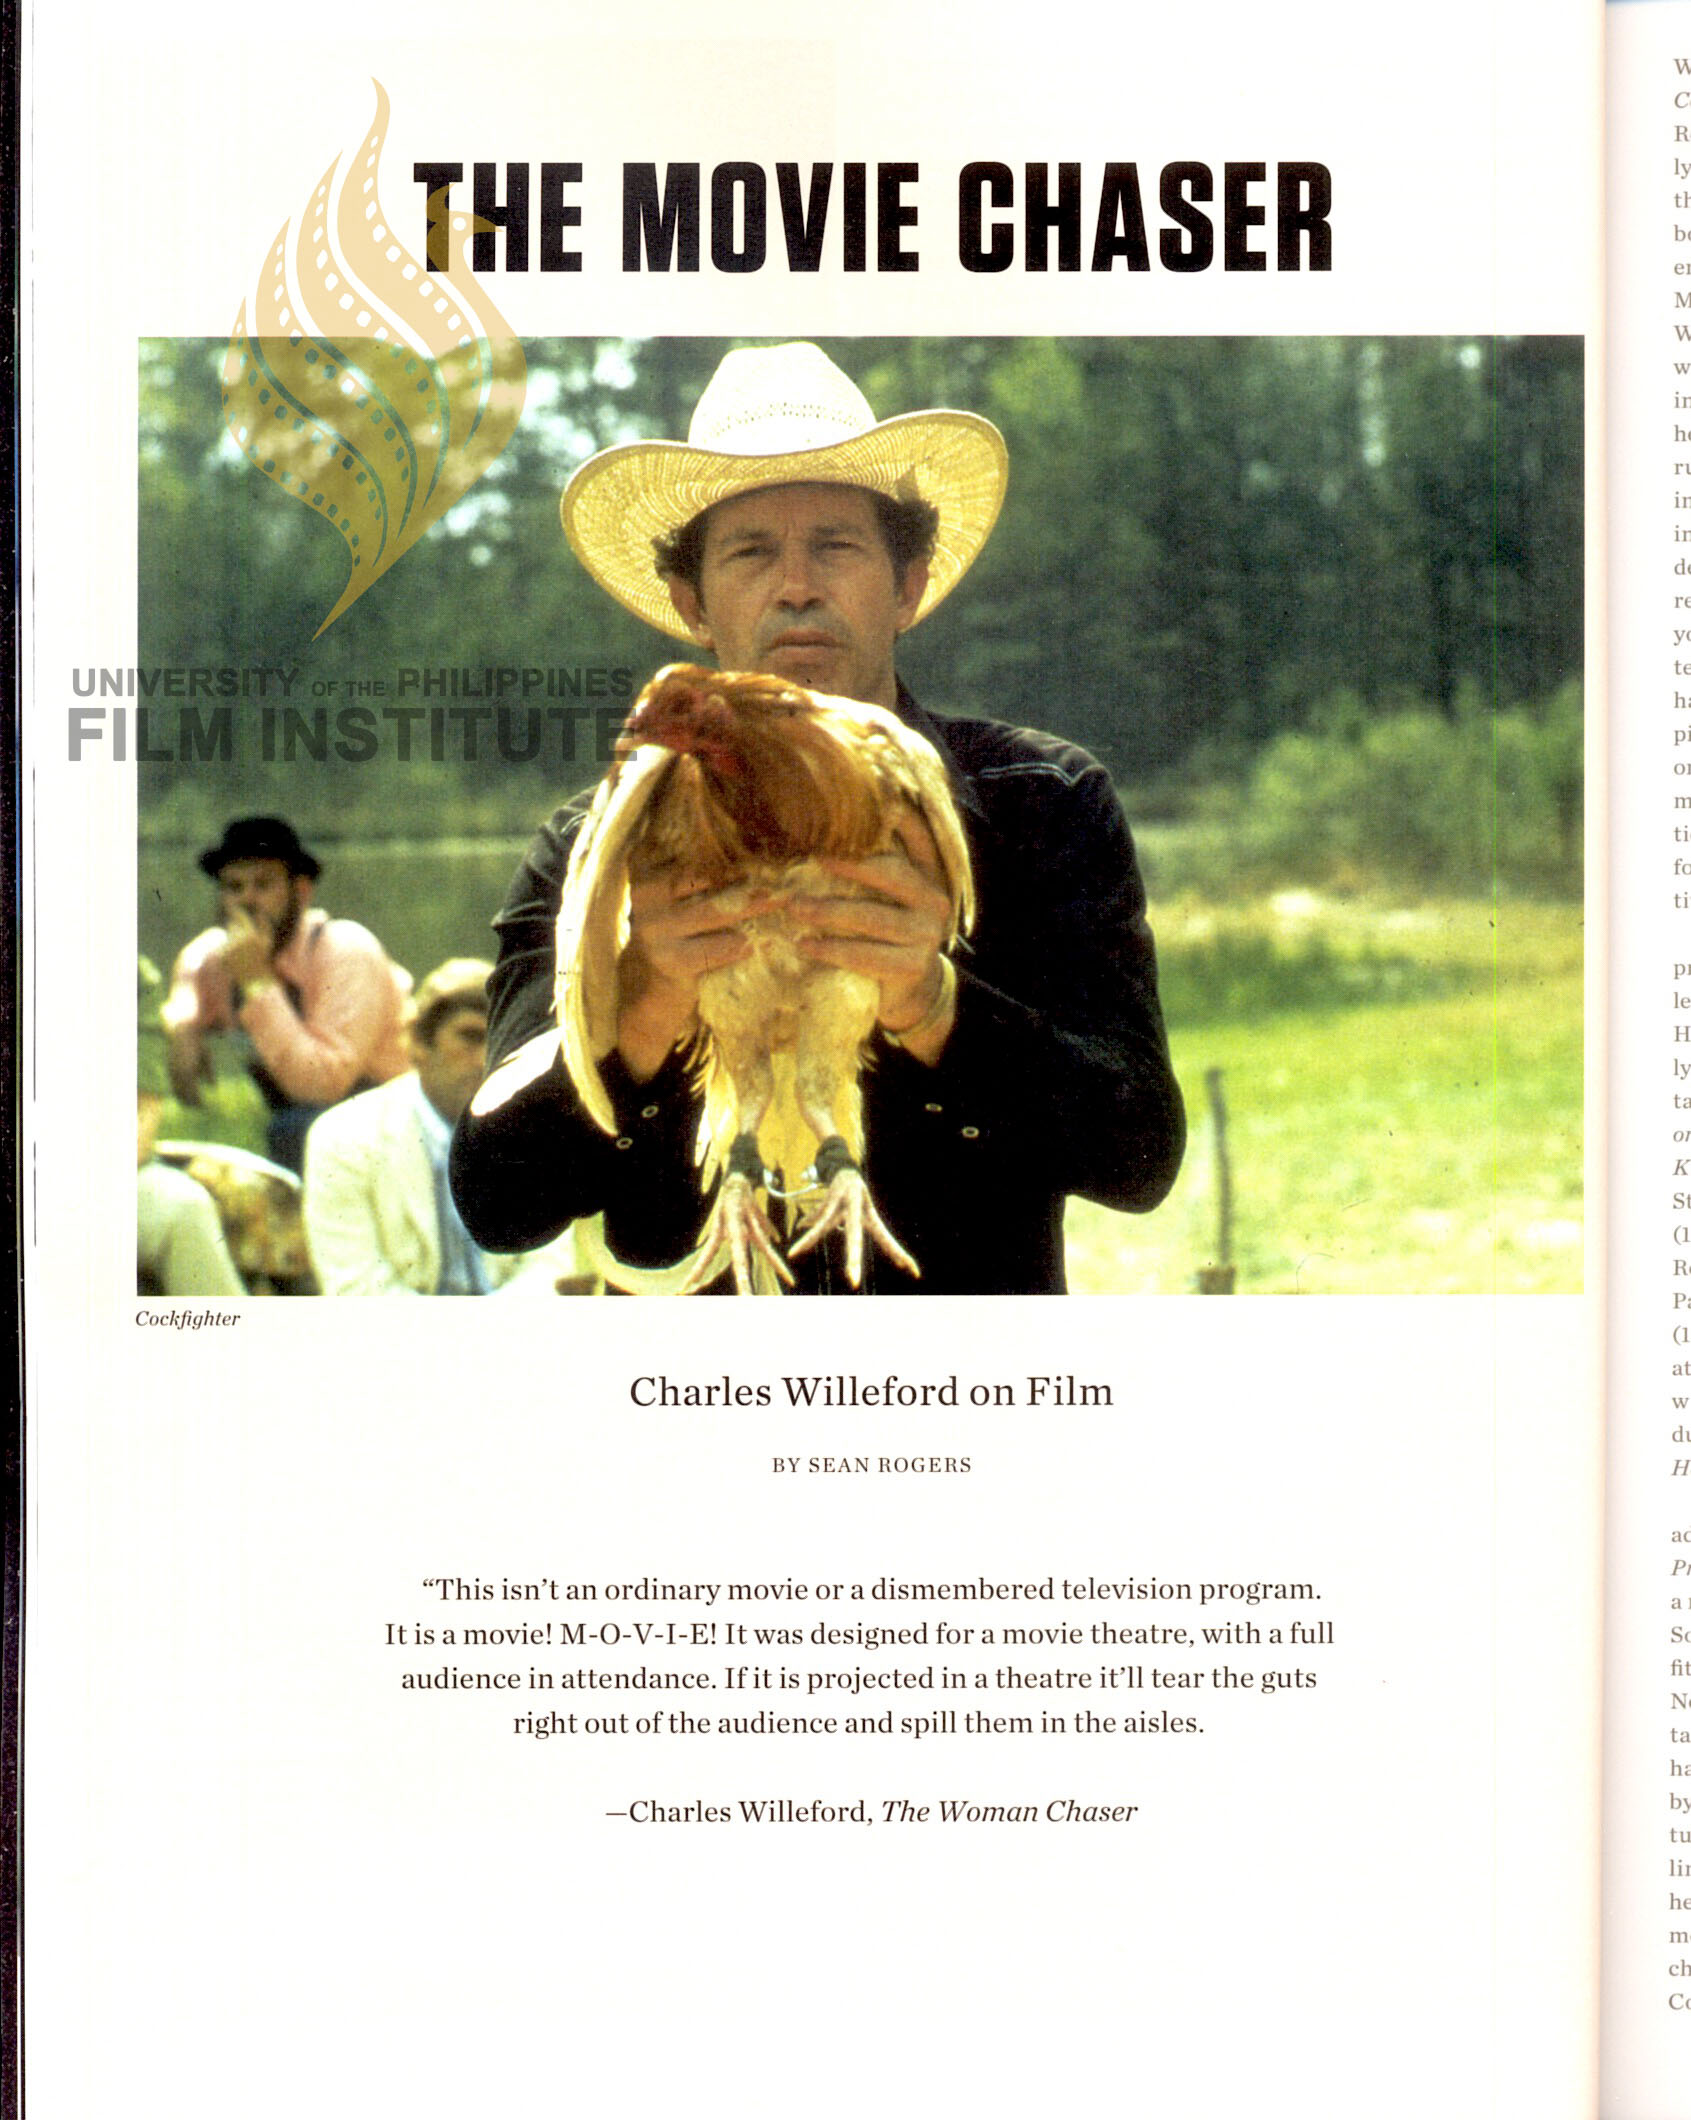 THE MOVIE CHASER
UNIVERSITY OF THE PHILIPPINES
FILM INSTITUTE
Cockfighter
Charles Willeford on Film
BY SEAN ROGERS
“This isn’t an ordinary movie or a dismembered television program.
It is a movie! M-O-V-I-E! It was designed for a movie theatre, with a full
audience in attendance. If it is projected in a theatre it’ll tear the guts
right out of the audience and spill them in the aisles.
—Charles Willeford, The Woman Chaser